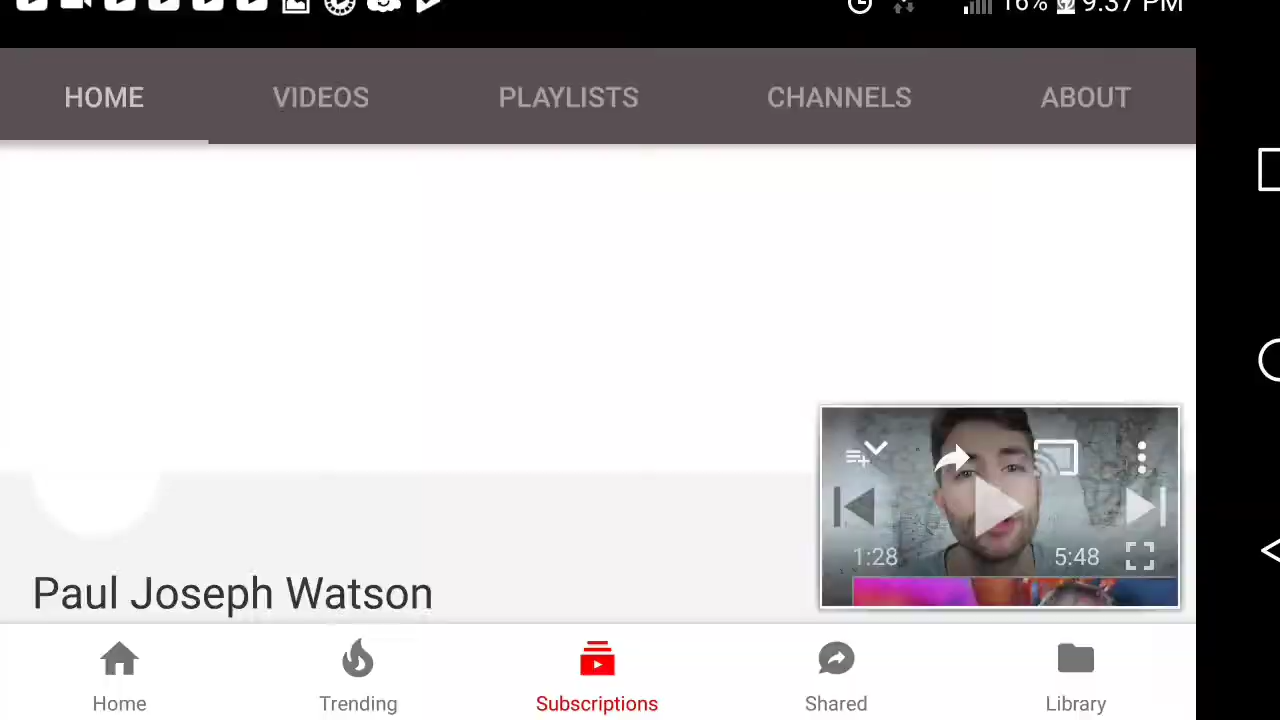 16% 9:37 PM
HOME VIDEOS PLAYLISTS CHANNELS ABOUT
1:28 5:48
Paul Joseph Watson
Home Trending Subscriptions Shared Library